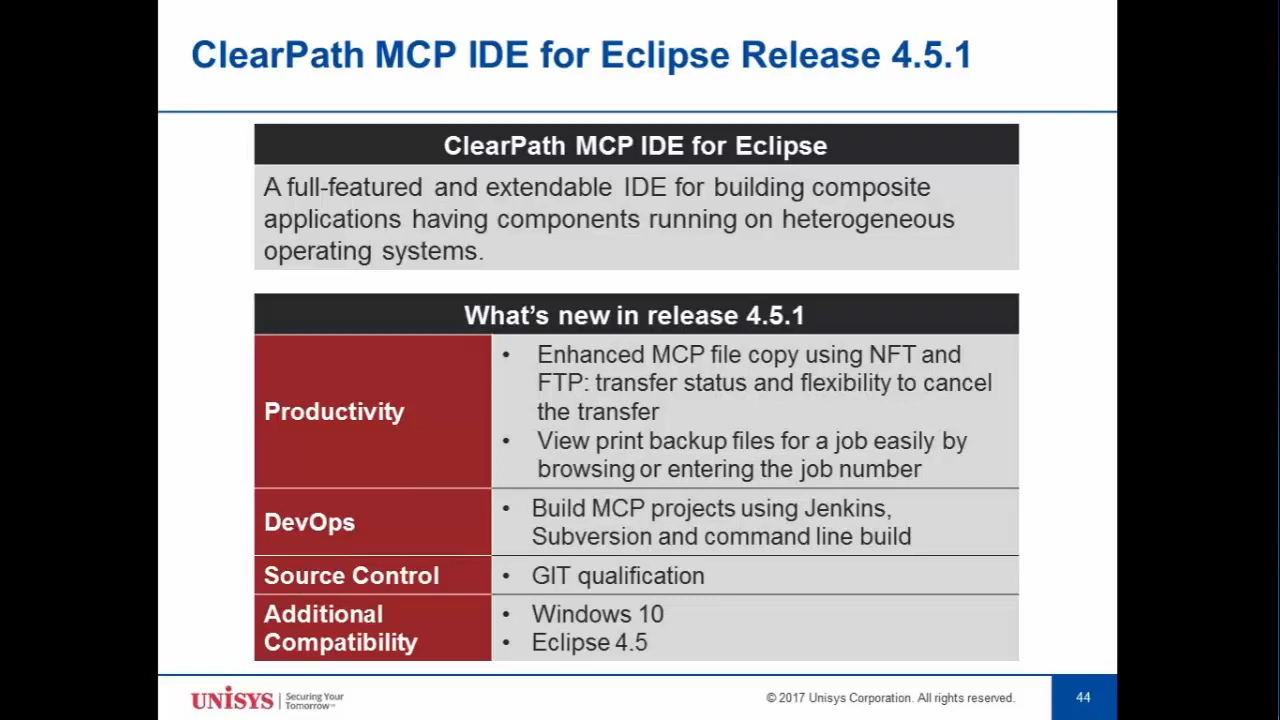 ClearPath MCP IDE for Eclipse Release 4.5.1
ClearPath MCP IDE for Eclipse
A full-featured and extendable IDE for building composite
applications having components running on heterogeneous
operating systems.
What's new in release 4.5.1
Productivity
• Enhanced MCP file copy using NFT and
FTP: transfer status and flexibility to cancel
the transfer
• View print backup files for a job easily by
browsing or entering the job number
DevOps
• Build MCP projects using Jenkins,
Subversion and command line build
Source Control
• GIT qualification
Additional
Compatibility
• Windows 10
• Eclipse 4.5
UNISYS
Securing Your
Tomorrow™
© 2017 Unisys Corporation. All rights reserved.
44